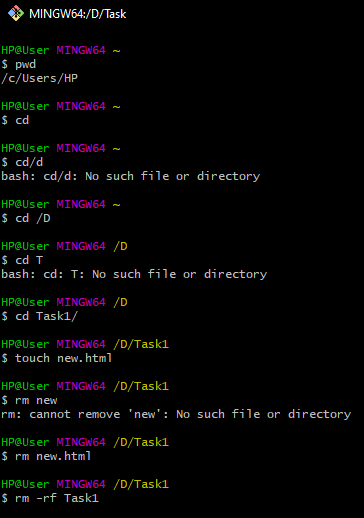 MINGW64:/D/Task
HP@User MINGW64 ~
$ pwd
/c/Users/HP
HP@User MINGW64 ~
$ cd
HP@User MINGW64 ~
$ cd/d
bash: cd/d: No such file or directory
HP@User MINGW64 ~
$ cd /D
HP@User MINGW64 /D
$ cd T
bash: cd: T: No such file or directory
HP@User MINGW64 /D
$ cd Task1/
HP@User MINGW64 /D/Task1
$ touch new.html
HP@User MINGW64 /D/Task1
$ rm new
rm: cannot remove 'new': No such file or directory
HP@User MINGW64 /D/Task1
$ rm new.html
HP@User MINGW64 /D/Task1
$ rm -rf Task1